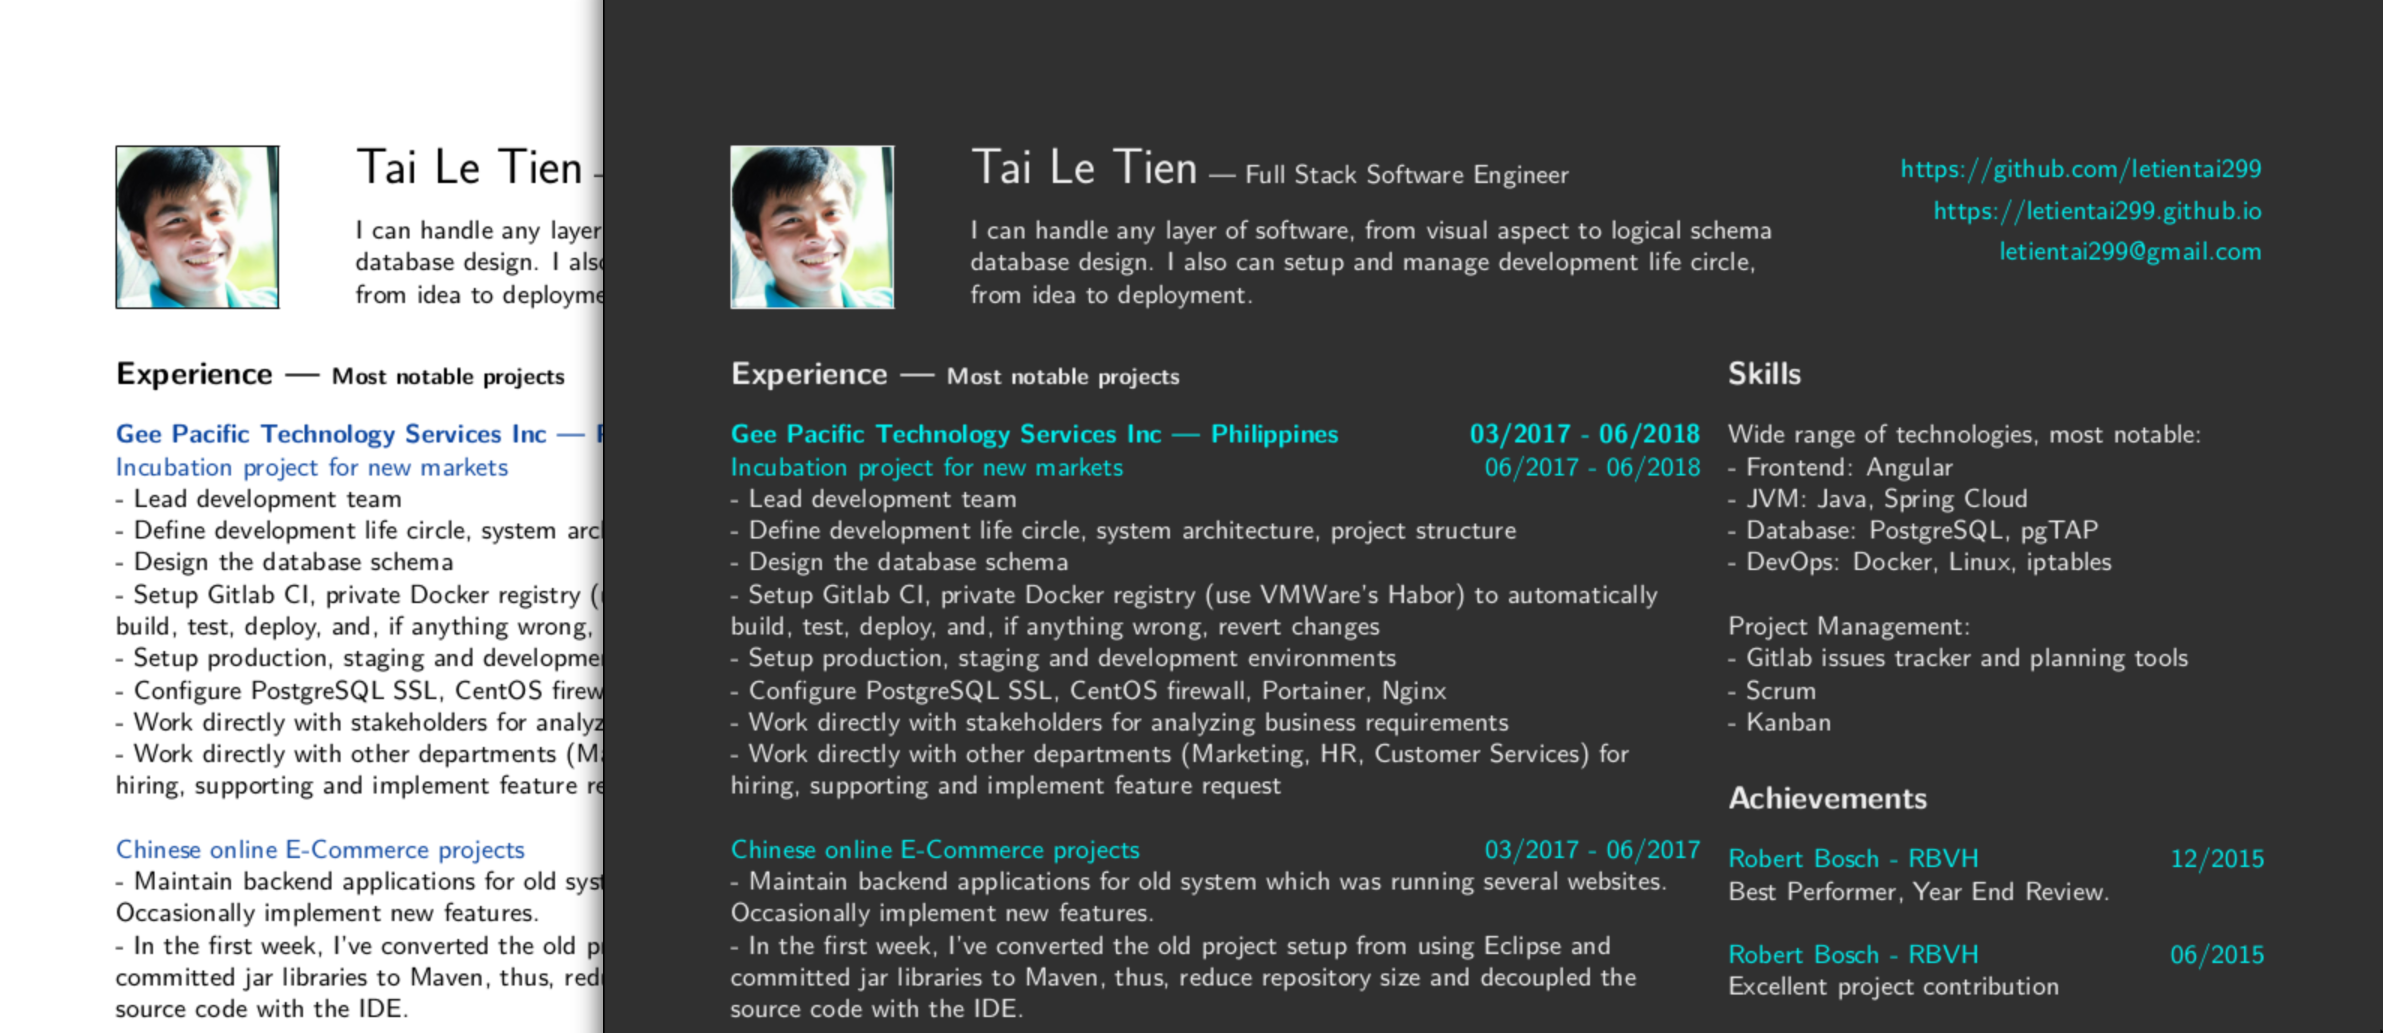 Tai Le Tien -
I can handle any layer
database design. I also
from idea to deployme
Experience — Most notable projects
Gee Pacific Technology Services Inc —
Incubation project for new markets
- Lead development team
- Define development life circle, system arc
- Design the database schema
- Setup Gitlab CI, private Docker registry (
build, test, deploy, and, if anything wrong,
- Setup production, staging and developme
- Configure PostgreSQL SSL, CentOS firew
- Work directly with stakeholders for analyz
- Work directly with other departments (M
hiring, supporting and implement feature re
Chinese online E-Commerce projects
- Maintain backend applications for old sys
Occasionally implement new features.
- In the first week, I've converted the old p
committed jar libraries to Maven, thus, red
source code with the IDE.
Tai Le Tien — Full Stack Software Engineer
I can handle any layer of software, from visual aspect to logical schema
database design. I also can setup and manage development life circle,
from idea to deployment.
https://github.com/letientai299
https://letientai299.github.io
letientai299@gmail.com
Experience — Most notable projects
Gee Pacific Technology Services Inc — Philippines 03/2017 - 06/2018
Incubation project for new markets 06/2017 - 06/2018
- Lead development team
- Define development life circle, system architecture, project structure
- Design the database schema
- Setup Gitlab CI, private Docker registry (use VMWare's Habor) to automatically
build, test, deploy, and, if anything wrong, revert changes
- Setup production, staging and development environments
- Configure PostgreSQL SSL, CentOS firewall, Portainer, Nginx
- Work directly with stakeholders for analyzing business requirements
- Work directly with other departments (Marketing, HR, Customer Services) for
hiring, supporting and implement feature request
Chinese online E-Commerce projects 03/2017 - 06/2017
- Maintain backend applications for old system which was running several websites.
Occasionally implement new features.
- In the first week, I've converted the old project setup from using Eclipse and
committed jar libraries to Maven, thus, reduce repository size and decoupled the
source code with the IDE.
Skills
Wide range of technologies, most notable:
- Frontend: Angular
- JVM: Java, Spring Cloud
- Database: PostgreSQL, pgTAP
- DevOps: Docker, Linux, iptables
Project Management:
- Gitlab issues tracker and planning tools
- Scrum
- Kanban
Achievements
Robert Bosch - RBVH 12/2015
Best Performer, Year End Review.
Robert Bosch - RBVH 06/2015
Excellent project contribution